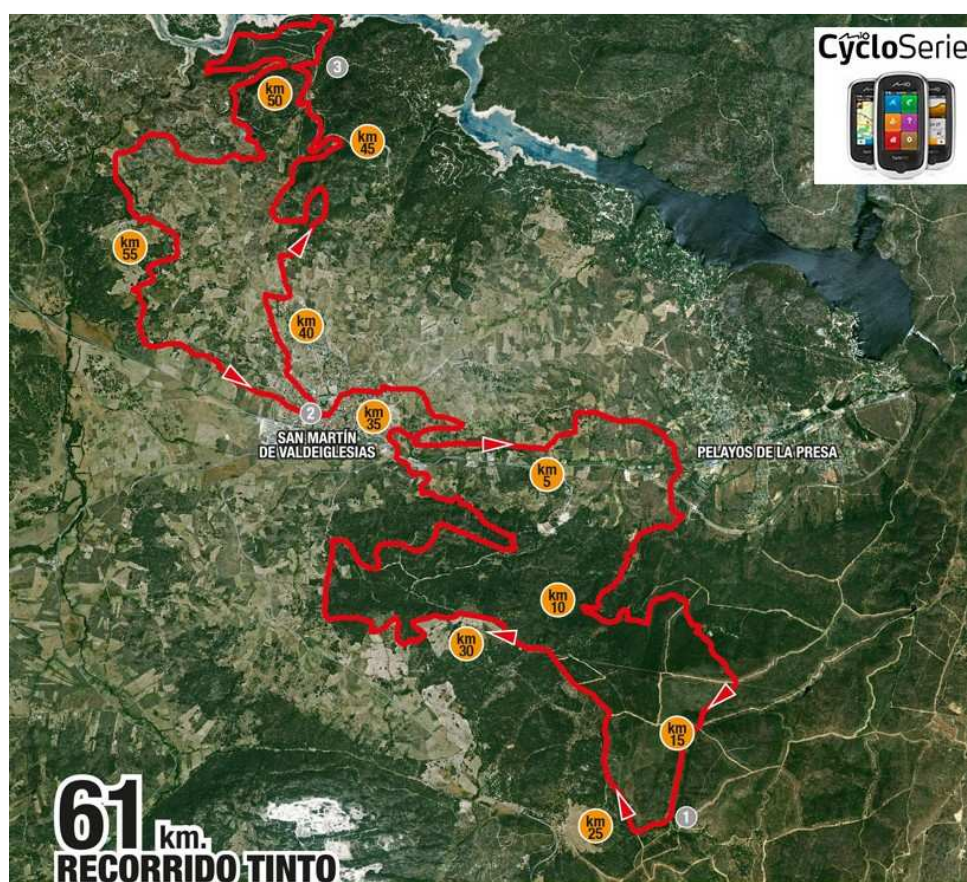 MIO
CycloSerie
3
km
50
km
45
km
55
km
40
2
km
35
SAN MARTÍN
DE VALDEIGLESIAS
PELAYOS DE LA PRESA
km
5
km
10
km
30
km
15
1
km
25
61 km.
RECORRIDO TINTO